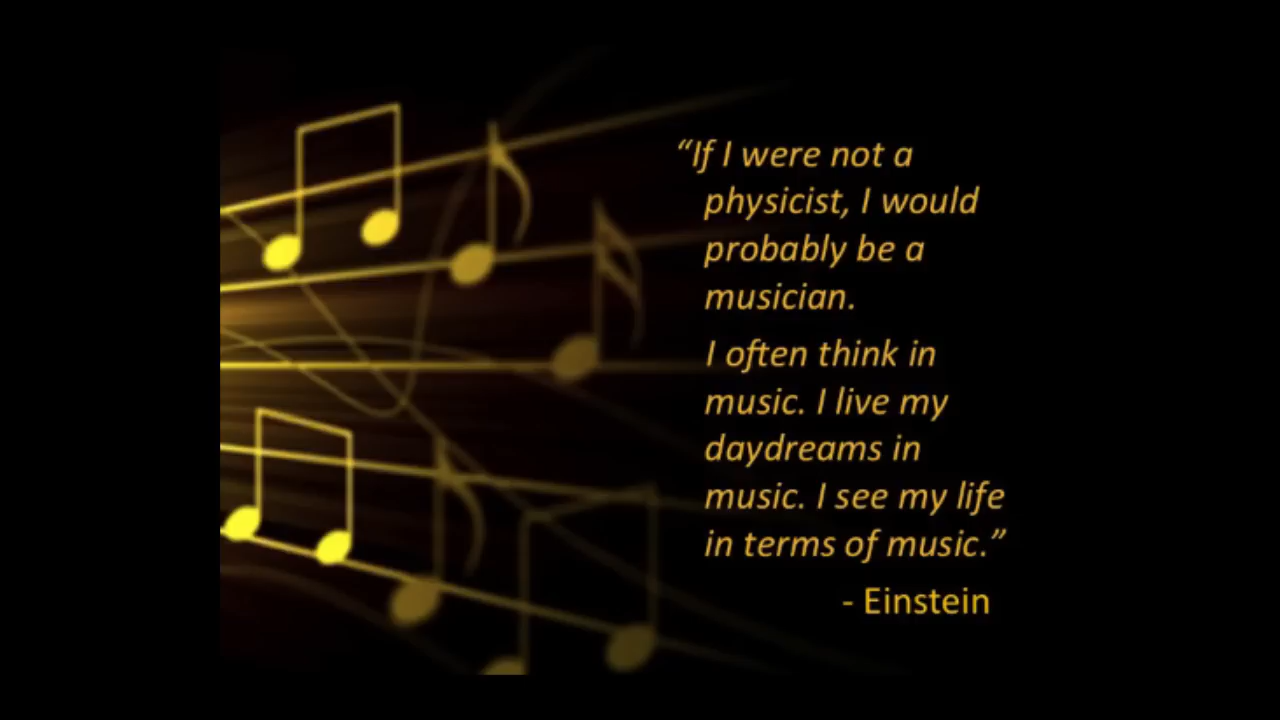 “If I were not a
physicist, I would
probably be a
musician.
I often think in
music. I live my
daydreams in
music. I see my life
in terms of music.”
- Einstein